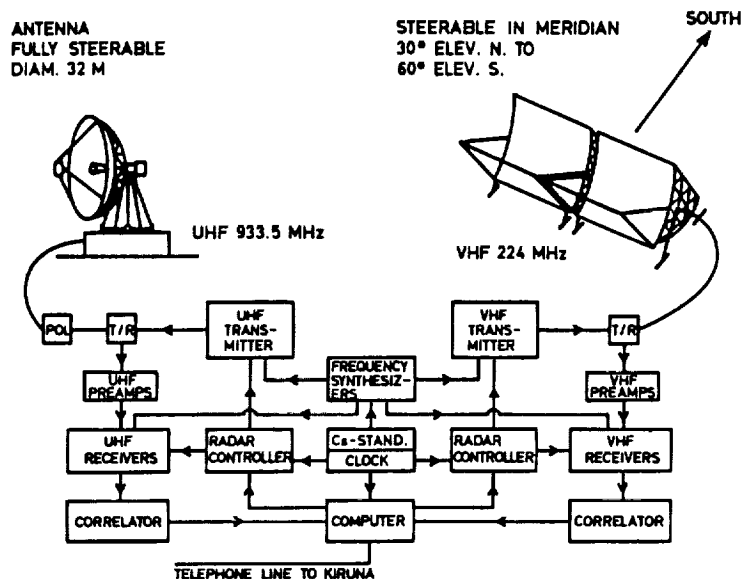 ANTENNA
FULLY STEERABLE
DIAM. 32 M
STEERABLE IN MERIDIAN
30° ELEV. N. TO
60° ELEV. S.
SOUTH
UHF 933.5 MHz
VHF 224 MHz
POL
T/R
UHF
TRANS-
MITTER
VHF
TRANS-
MITTER
T/R
UHF
PREAMPS
FREQUENCY
SYNTHESIZ-
ERS
VHF
PREAMPS
UHF
RECEIVERS
RADAR
CONTROLLER
Cs-STAND.
CLOCK
RADAR
CONTROLLER
VHF
RECEIVERS
CORRELATOR
COMPUTER
CORRELATOR
TELEPHONE LINE TO KIRUNA